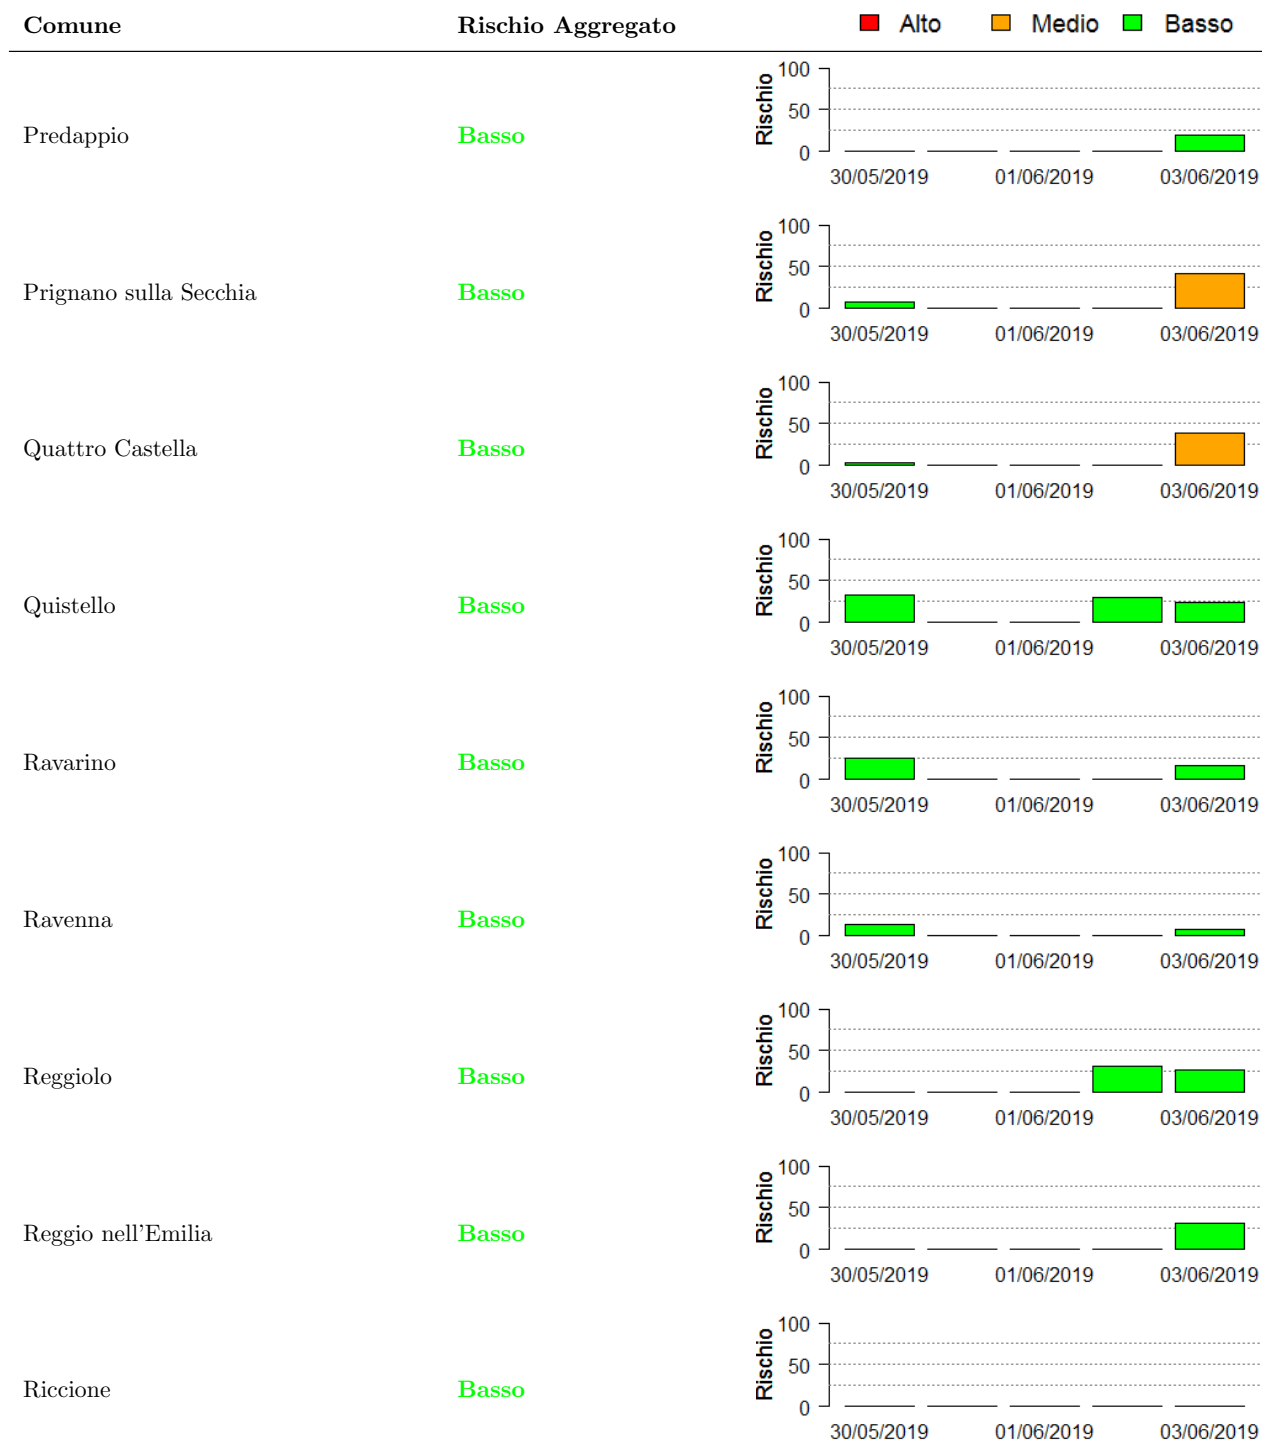 Comune Rischio Aggregato Alto Medio Basso
Predappio Basso
Rischio
100
50
0
30/05/2019 01/06/2019 03/06/2019
Prignano sulla Secchia Basso
Rischio
100
50
0
30/05/2019 01/06/2019 03/06/2019
Quattro Castella Basso
Rischio
100
50
0
30/05/2019 01/06/2019 03/06/2019
Quistello Basso
Rischio
100
50
0
30/05/2019 01/06/2019 03/06/2019
Ravarino Basso
Rischio
100
50
0
30/05/2019 01/06/2019 03/06/2019
Ravenna Basso
Rischio
100
50
0
30/05/2019 01/06/2019 03/06/2019
Reggiolo Basso
Rischio
100
50
0
30/05/2019 01/06/2019 03/06/2019
Reggio nell'Emilia Basso
Rischio
100
50
0
30/05/2019 01/06/2019 03/06/2019
Riccione Basso
Rischio
100
50
0
30/05/2019 01/06/2019 03/06/2019